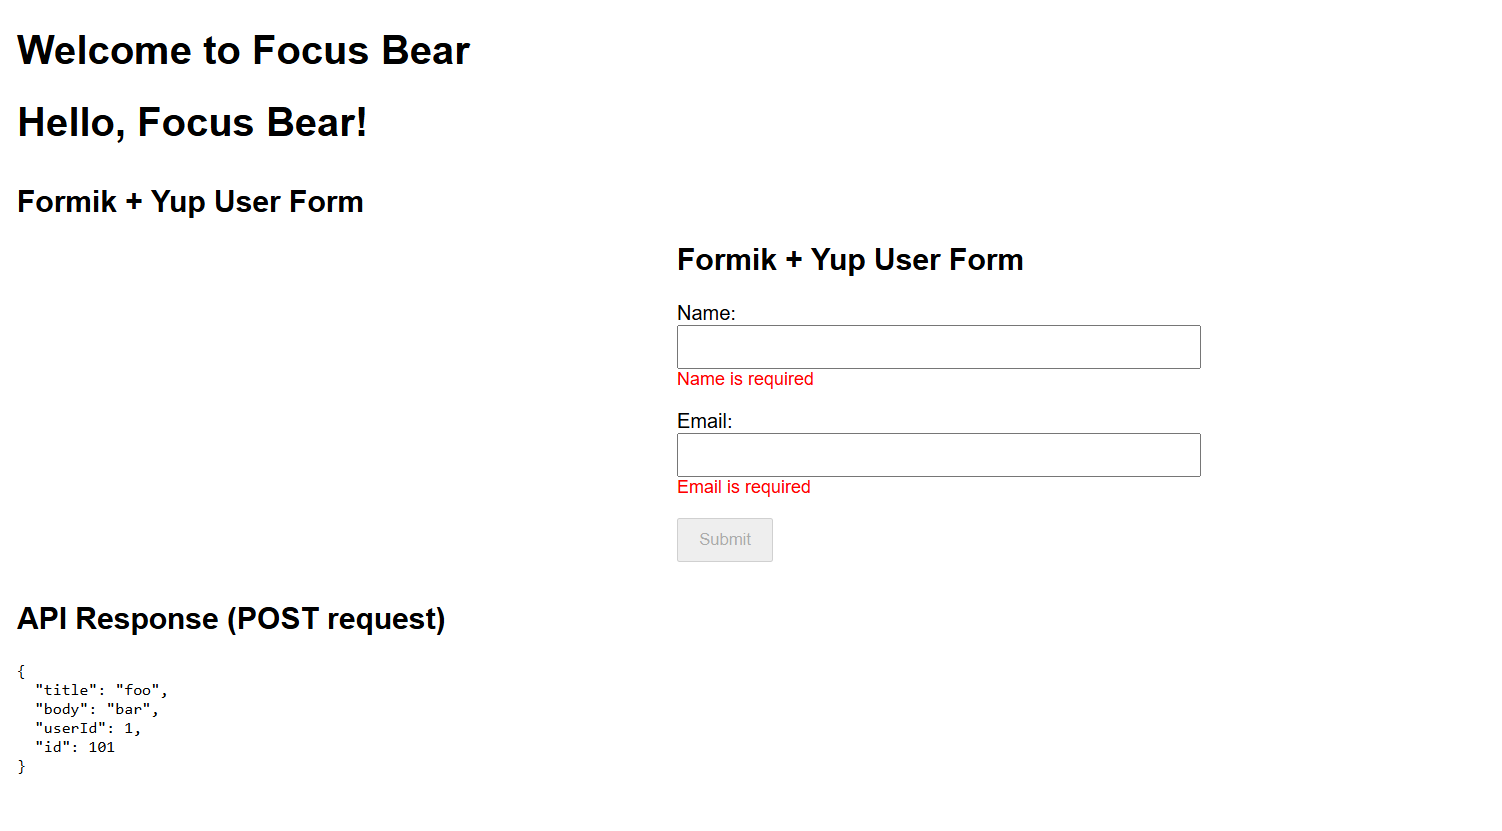 Welcome to Focus Bear
Hello, Focus Bear!
Formik + Yup User Form
Formik + Yup User Form
Name:
Name is required
Email:
Email is required
Submit
API Response (POST request)
{
  "title": "foo",
  "body": "bar",
  "userId": 1,
  "id": 101
}